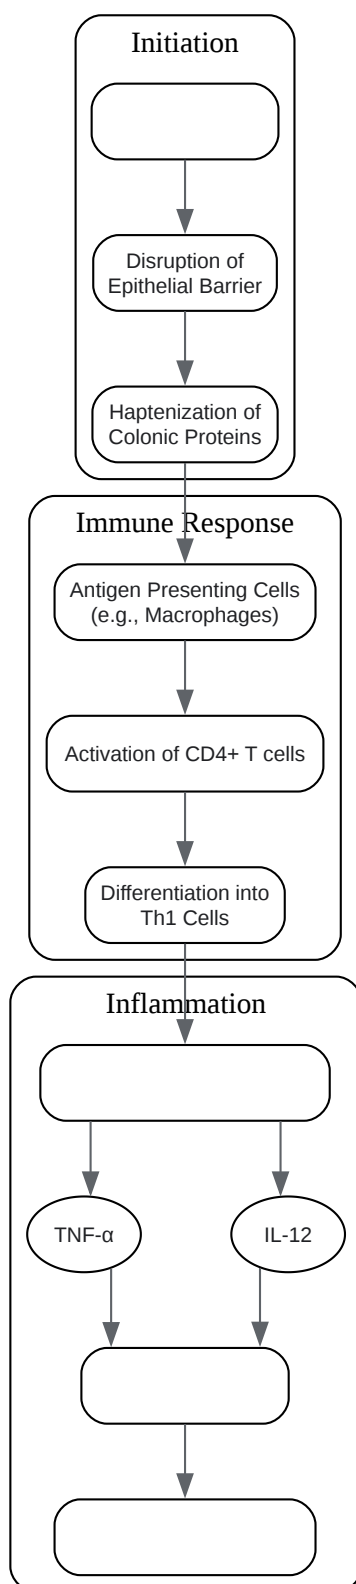 Initiation
Disruption of
Epithelial Barrier
Haptenization of
Colonic Proteins
Immune Response
Antigen Presenting Cells
(e.g., Macrophages)
Activation of CD4+ T cells
Differentiation into
Th1 Cells
Inflammation
TNF-α
IL-12